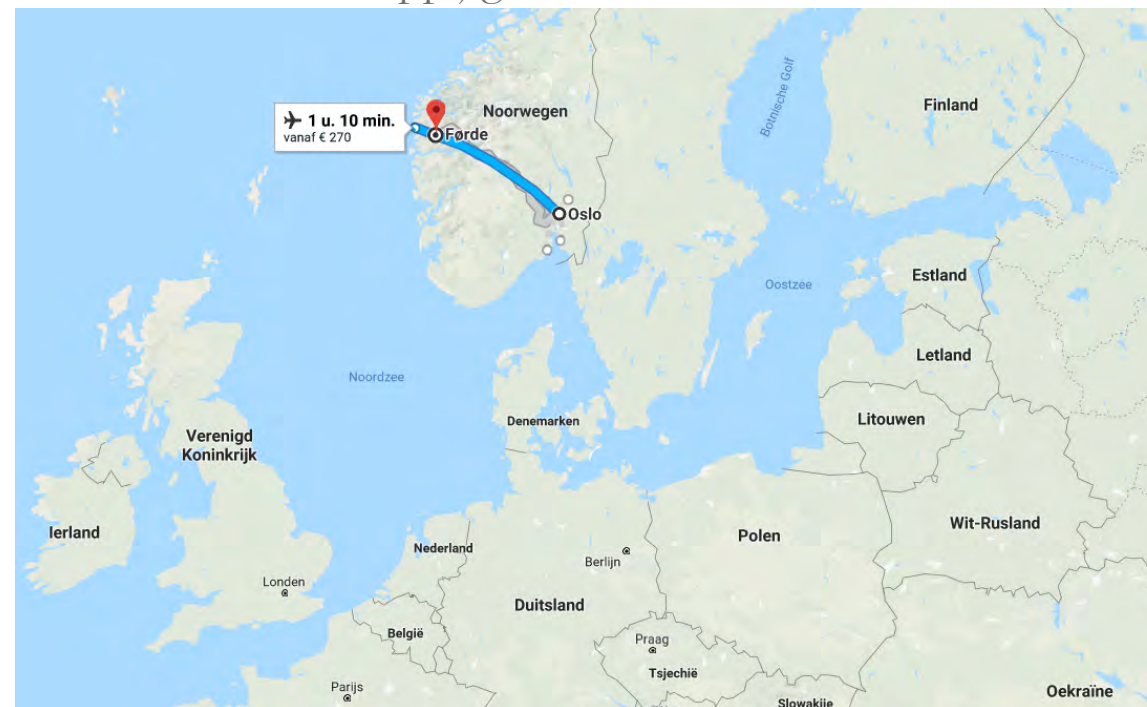 Botnische Golf
Finland
Noorwegen
1 u. 10 min.
vanaf € 270
Førde
Oslo
Estland
Oostzee
Letland
Noordzee
Denemarken
Litouwen
Verenigd
Koninkrijk
Ierland
Wit-Rusland
Polen
Nederland
Berlijn
Londen
Duitsland
België
Praag
Tsjechië
Parijs
Oekraïne
Slowakije